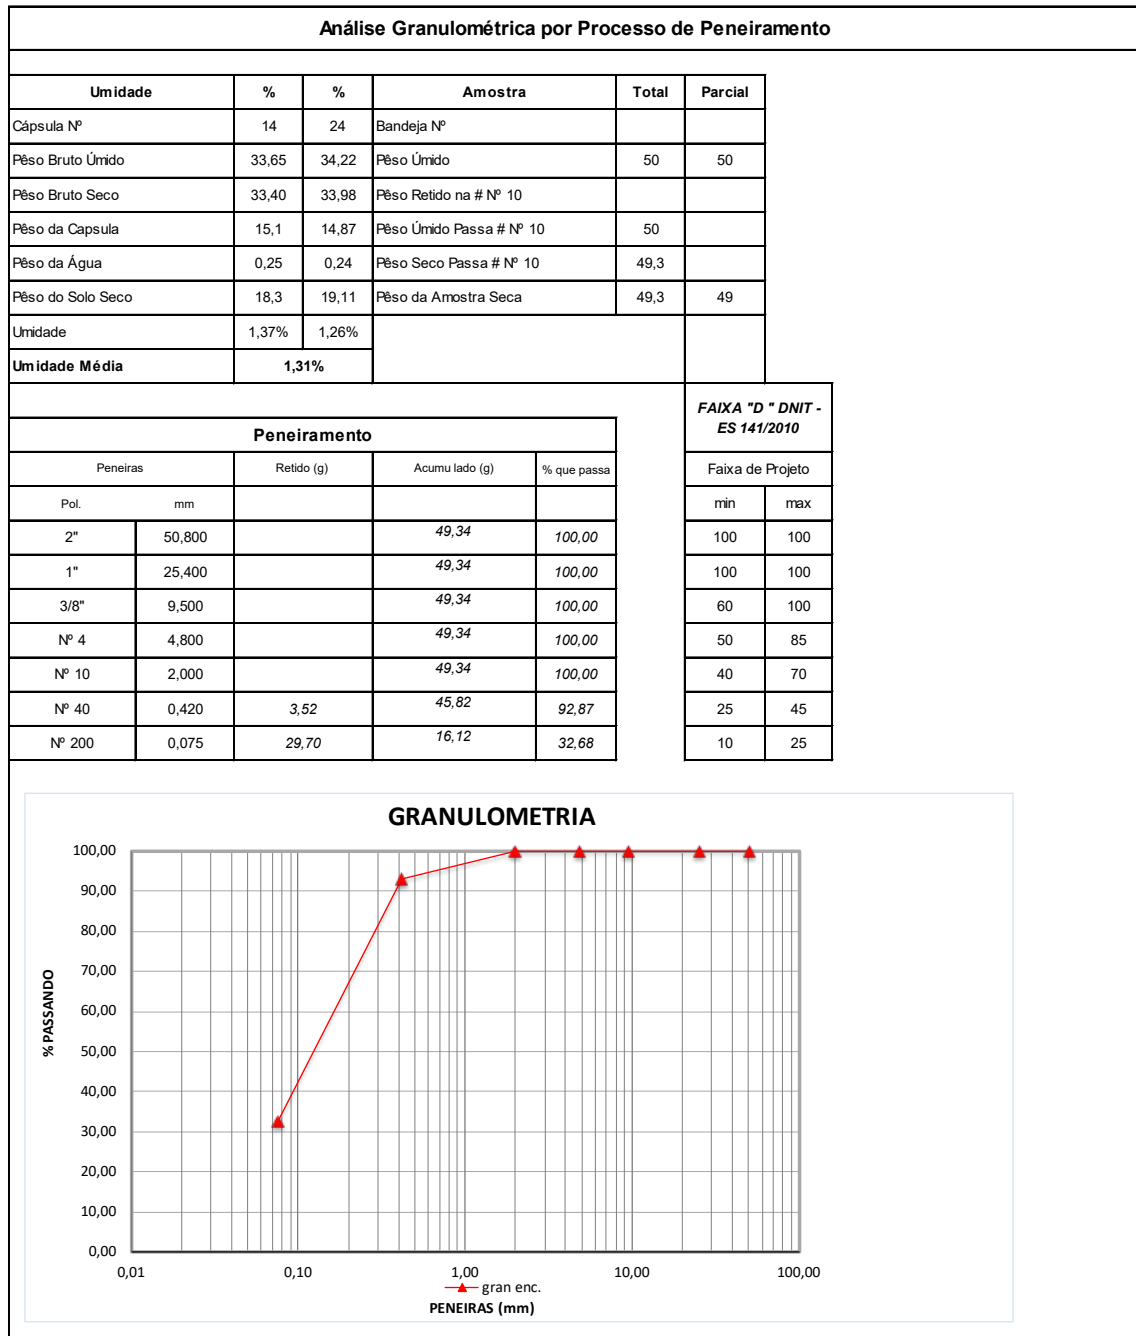 Análise Granulométrica por Processo de Peneiramento
Umidade % % Amostra Total Parcial
Cápsula Nº 14 24 Bandeja Nº
Pêso Bruto Úmido 33,65 34,22 Pêso Úmido 50 50
Pêso Bruto Seco 33,40 33,98 Pêso Retido na # Nº 10
Pêso da Capsula 15,1 14,87 Pêso Úmido Passa # Nº 10 50
Pêso da Água 0,25 0,24 Pêso Seco Passa # Nº 10 49,3
Pêso do Solo Seco 18,3 19,11 Pêso da Amostra Seca 49,3 49
Umidade 1,37% 1,26%
Umidade Média 1,31%
FAIXA "D " DNIT -
ES 141/2010
Peneiramento
Peneiras Retido (g) Acumu lado (g) % que passa Faixa de Projeto
Pol. mm min max
2" 50,800 49,34 100,00 100 100
1" 25,400 49,34 100,00 100 100
3/8" 9,500 49,34 100,00 60 100
Nº 4 4,800 49,34 100,00 50 85
Nº 10 2,000 49,34 100,00 40 70
Nº 40 0,420 3,52 45,82 92,87 25 45
Nº 200 0,075 29,70 16,12 32,68 10 25
GRANULOMETRIA
100,00
90,00
80,00
70,00
60,00
50,00
40,00
30,00
20,00
10,00
0,00
% PASSANDO
0,01 0,10 1,00 10,00 100,00
gran enc.
PENEIRAS (mm)